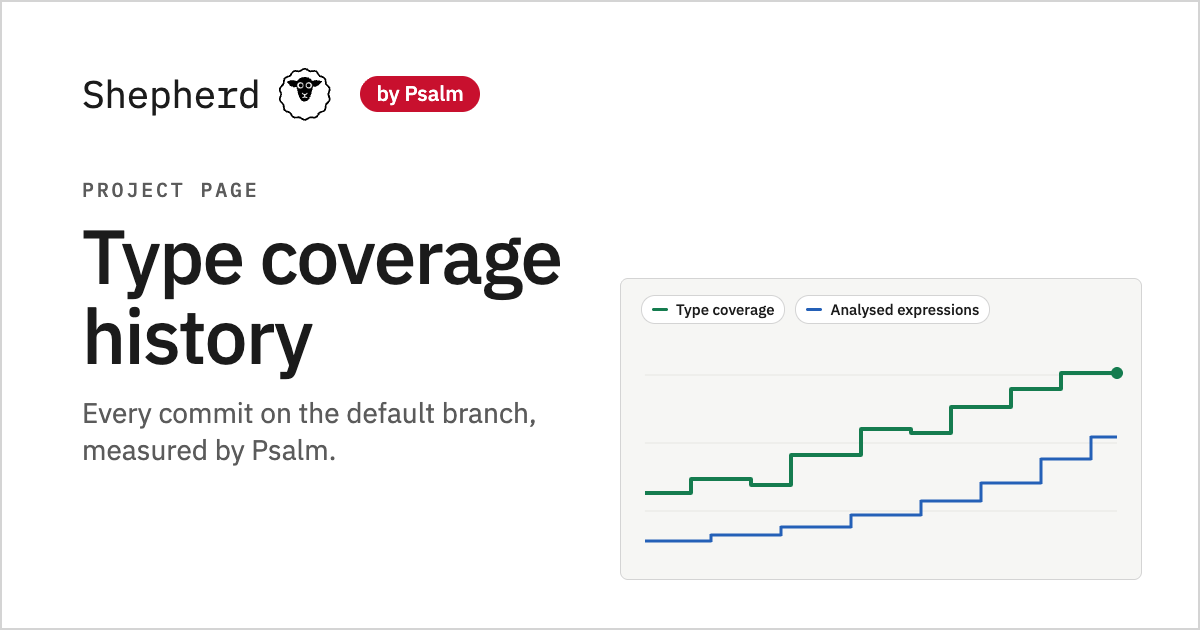 Shepherd
by Psalm
PROJECT PAGE
Type coverage
history
Every commit on the default branch,
measured by Psalm.
Type coverage
Analysed expressions